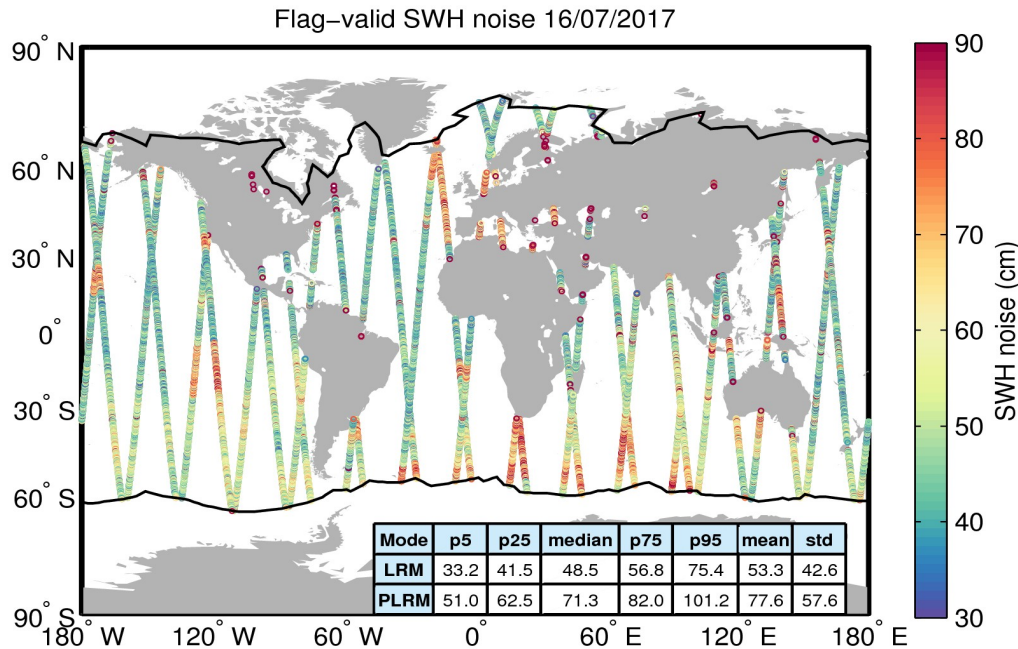 Flag-valid SWH noise 16/07/2017
90° N
60° N
30° N
0°
30° S
60° S
90° S
180° W
120° W
60° W
0°
60° E
120° E
180° E
Mode p5 p25 median p75 p95 mean std
LRM 33.2 41.5 48.5 56.8 75.4 53.3 42.6
PLRM 51.0 62.5 71.3 82.0 101.2 77.6 57.6
90
80
70
60
50
40
30
SWH noise (cm)